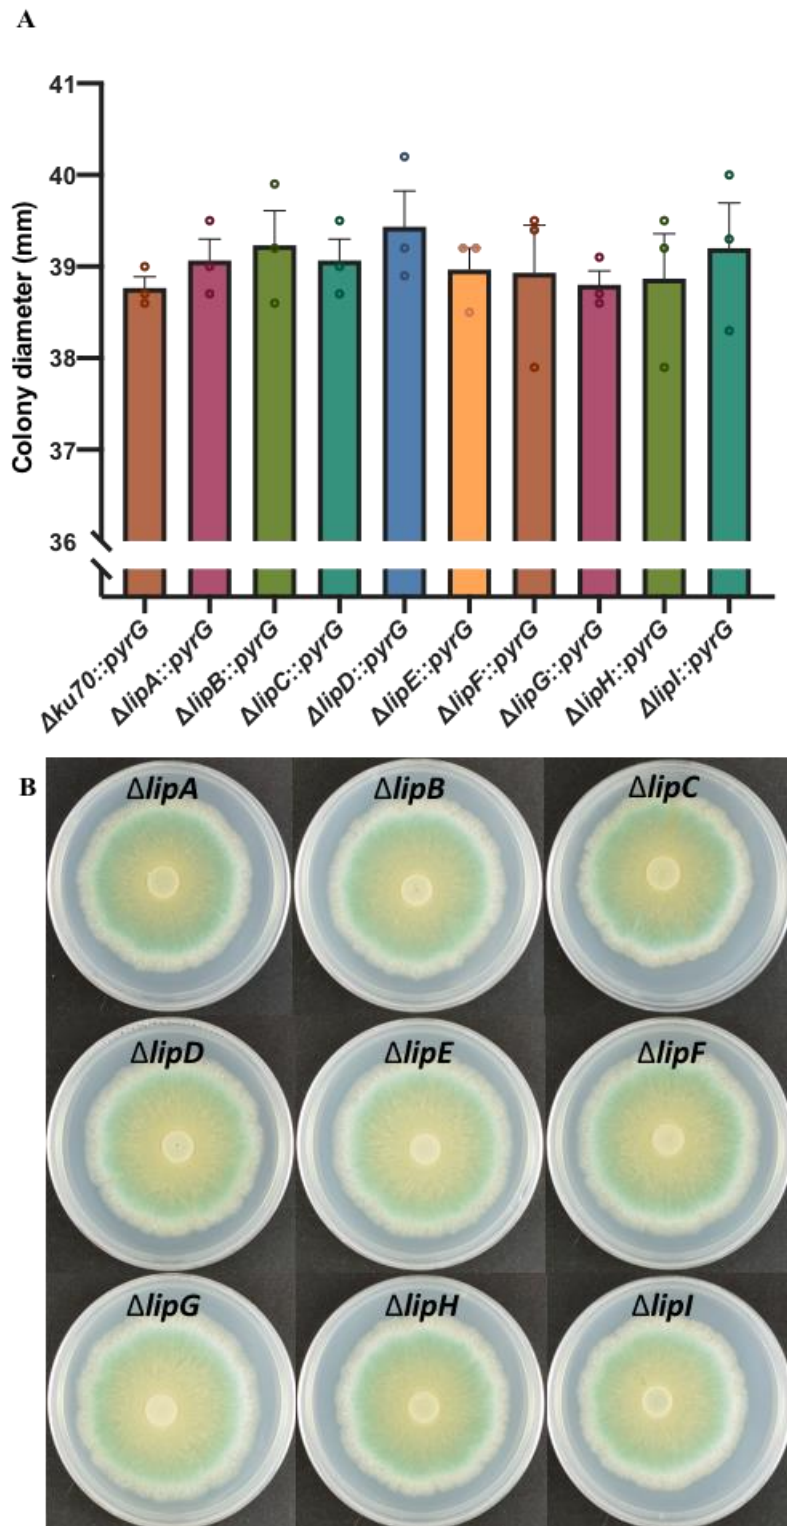 A
Colony diameter (mm)
41
40
39
38
37
36
Δku70::pyrG
ΔlipA::pyrG
ΔlipB::pyrG
ΔlipC::pyrG
ΔlipD::pyrG
ΔlipE::pyrG
ΔlipF::pyrG
ΔlipG::pyrG
ΔlipH::pyrG
ΔlipI::pyrG
B
ΔlipA ΔlipB ΔlipC
ΔlipD ΔlipE ΔlipF
ΔlipG ΔlipH ΔlipI